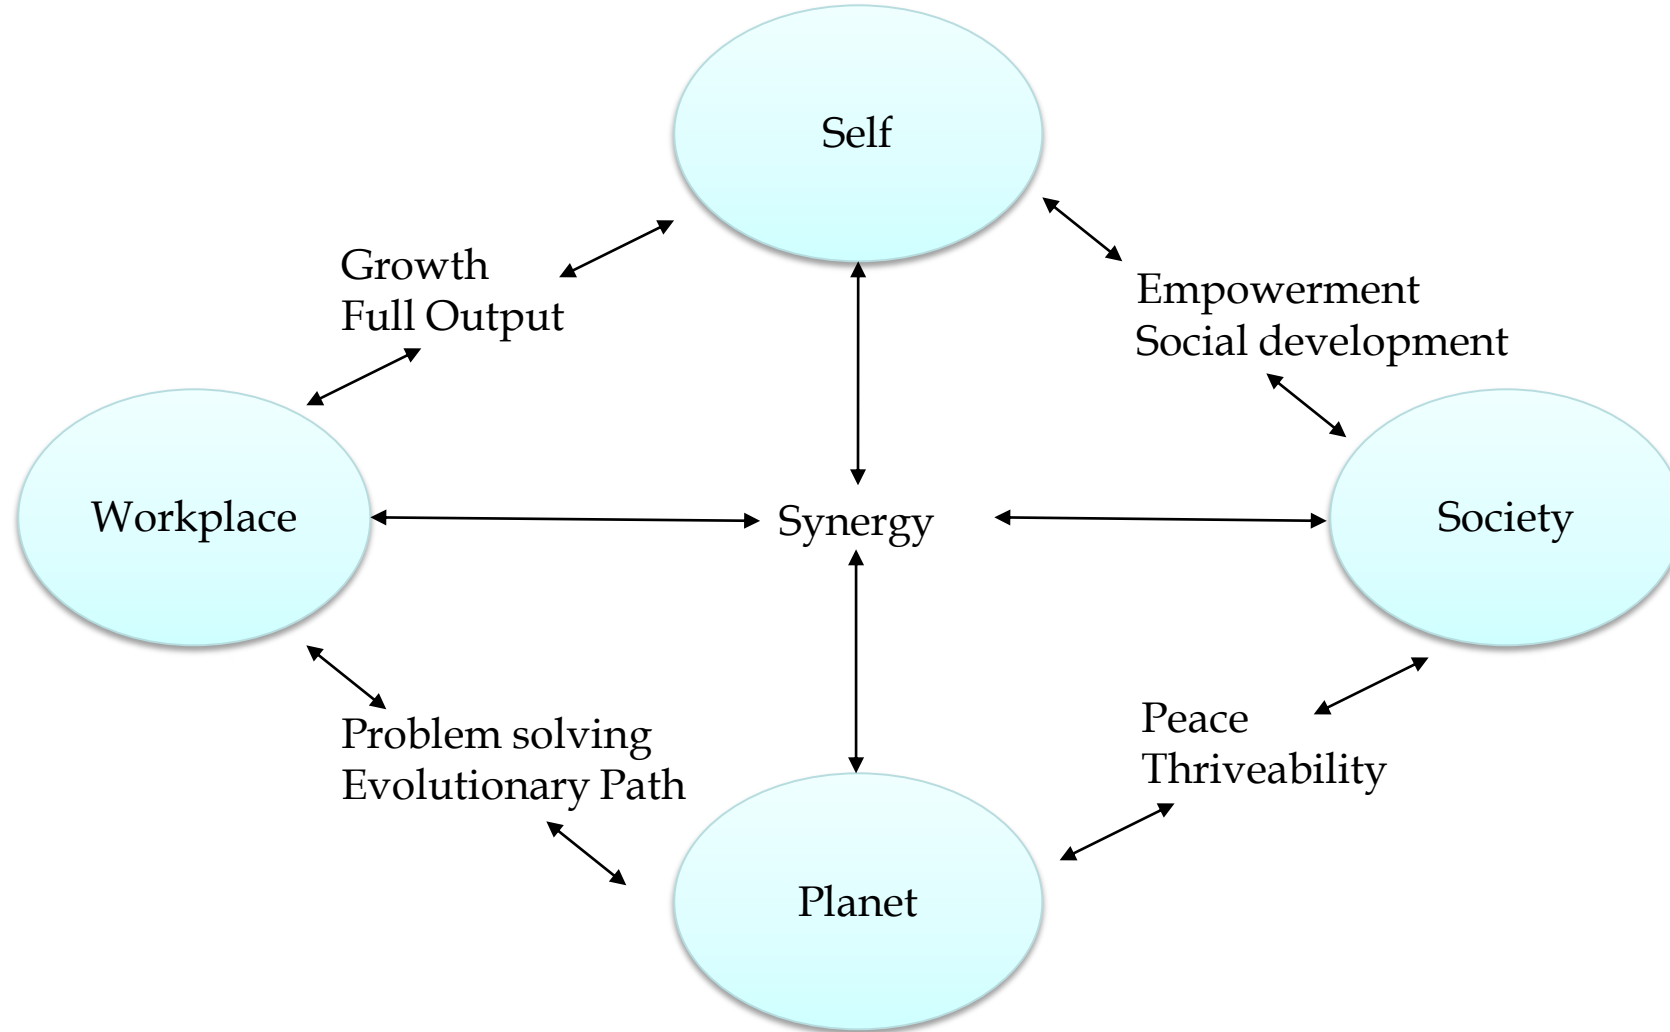 Self
Growth
Full Output
Empowerment
Social development
Workplace
Synergy
Society
Problem solving
Evolutionary Path
Peace
Thriveability
Planet